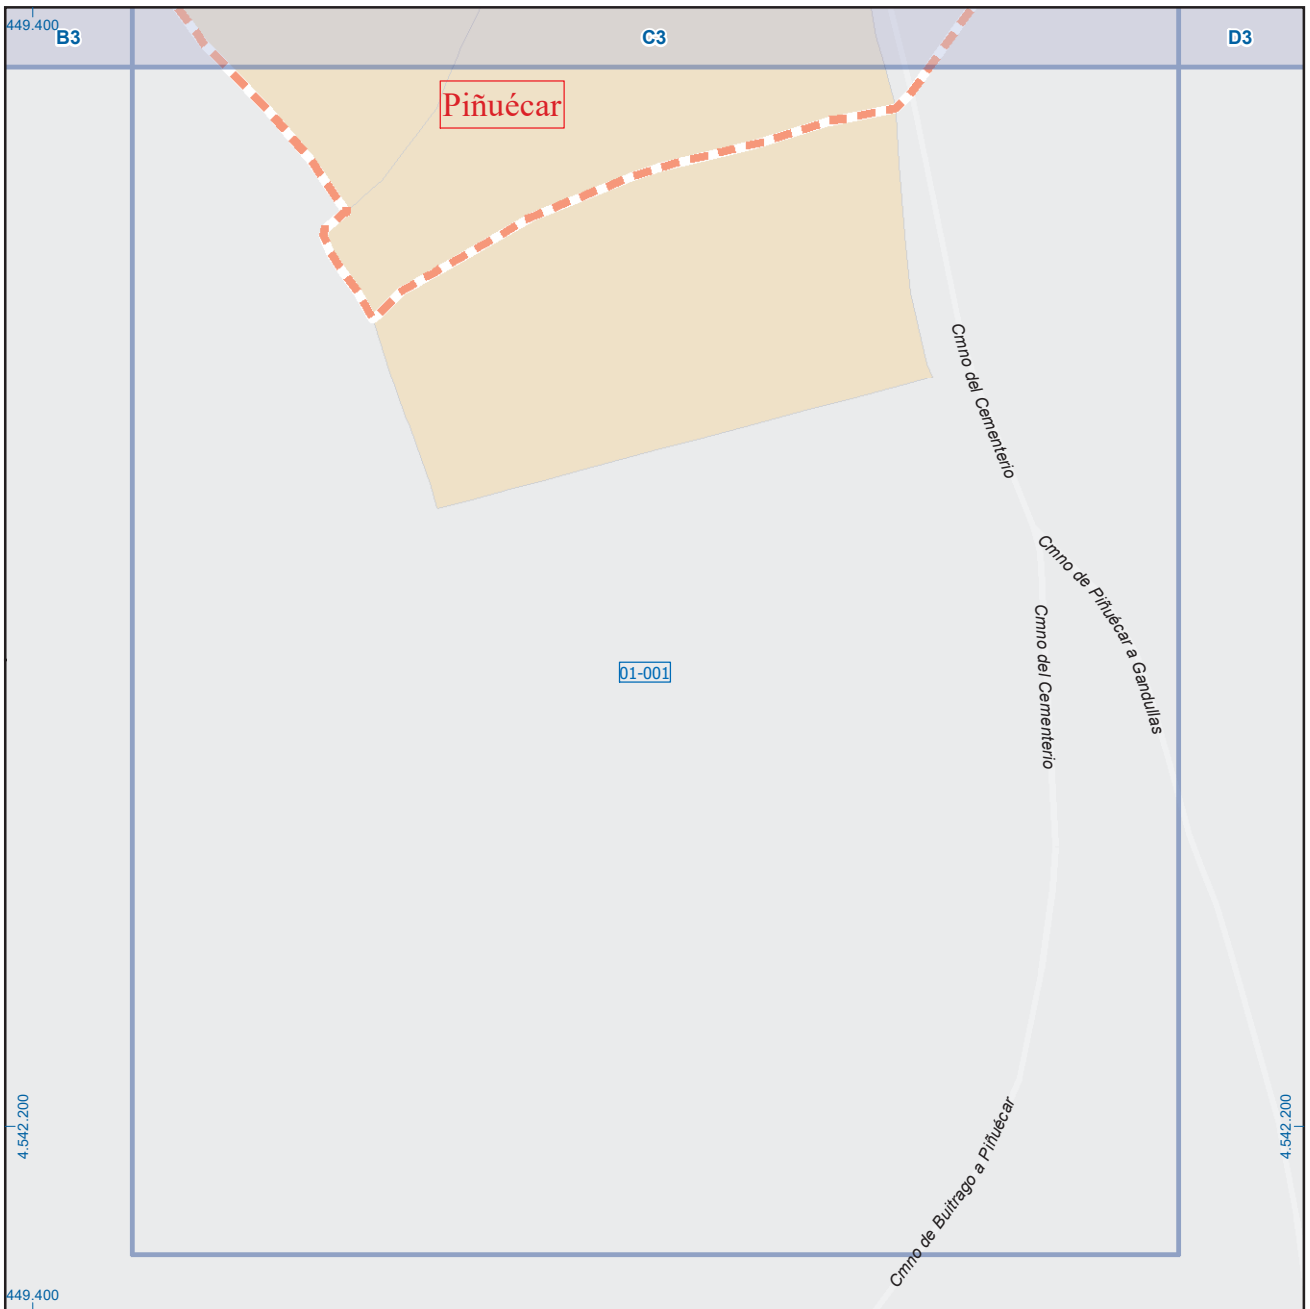 449.400
B3
C3
D3
Piñuécar
Cmno del Cementerio
Cmno de Piñuécar a Gandullas
Cmno del Cementerio
01-001
4.542.200
4.542.200
Cmno de Buitrago a Piñuécar
449.400